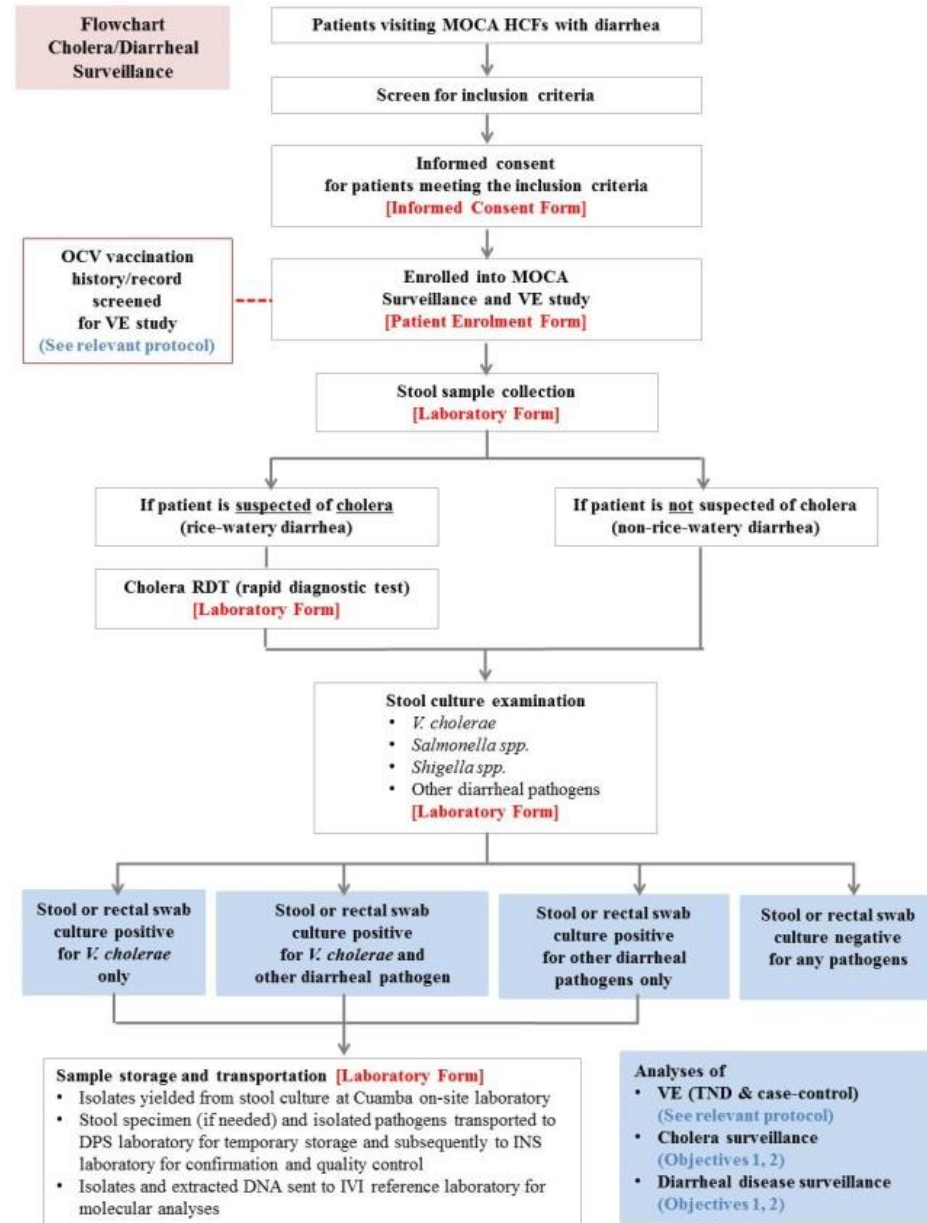 Flowchart
Cholera/Diarrheal
Surveillance
Patients visiting MOCA HCFs with diarrhea
Screen for inclusion criteria
Informed consent
for patients meeting the inclusion criteria
[Informed Consent Form]
OCV vaccination
history/record
screened
for VE study
(See relevant protocol)
Enrolled into MOCA
Surveillance and VE study
[Patient Enrolment Form]
Stool sample collection
[Laboratory Form]
If patient is suspected of cholera
(rice-watery diarrhea)
If patient is not suspected of cholera
(non-rice-watery diarrhea)
Cholera RDT (rapid diagnostic test)
[Laboratory Form]
Stool culture examination
• V. cholerae
• Salmonella spp.
• Shigella spp.
• Other diarrheal pathogens
[Laboratory Form]
Stool or rectal swab
culture positive
for V. cholerae
only
Stool or rectal swab
culture positive
for V. cholerae and
other diarrheal pathogen
Stool or rectal swab
culture positive
for other diarrheal
pathogens only
Stool or rectal swab
culture negative
for any pathogens
Sample storage and transportation [Laboratory Form]
• Isolates yielded from stool culture at Cuamba on-site laboratory
• Stool specimen (if needed) and isolated pathogens transported to
DPS laboratory for temporary storage and subsequently to INS
laboratory for confirmation and quality control
• Isolates and extracted DNA sent to IVI reference laboratory for
molecular analyses
Analyses of
• VE (TND & case-control)
(See relevant protocol)
• Cholera surveillance
(Objectives 1, 2)
• Diarrheal disease surveillance
(Objectives 1, 2)